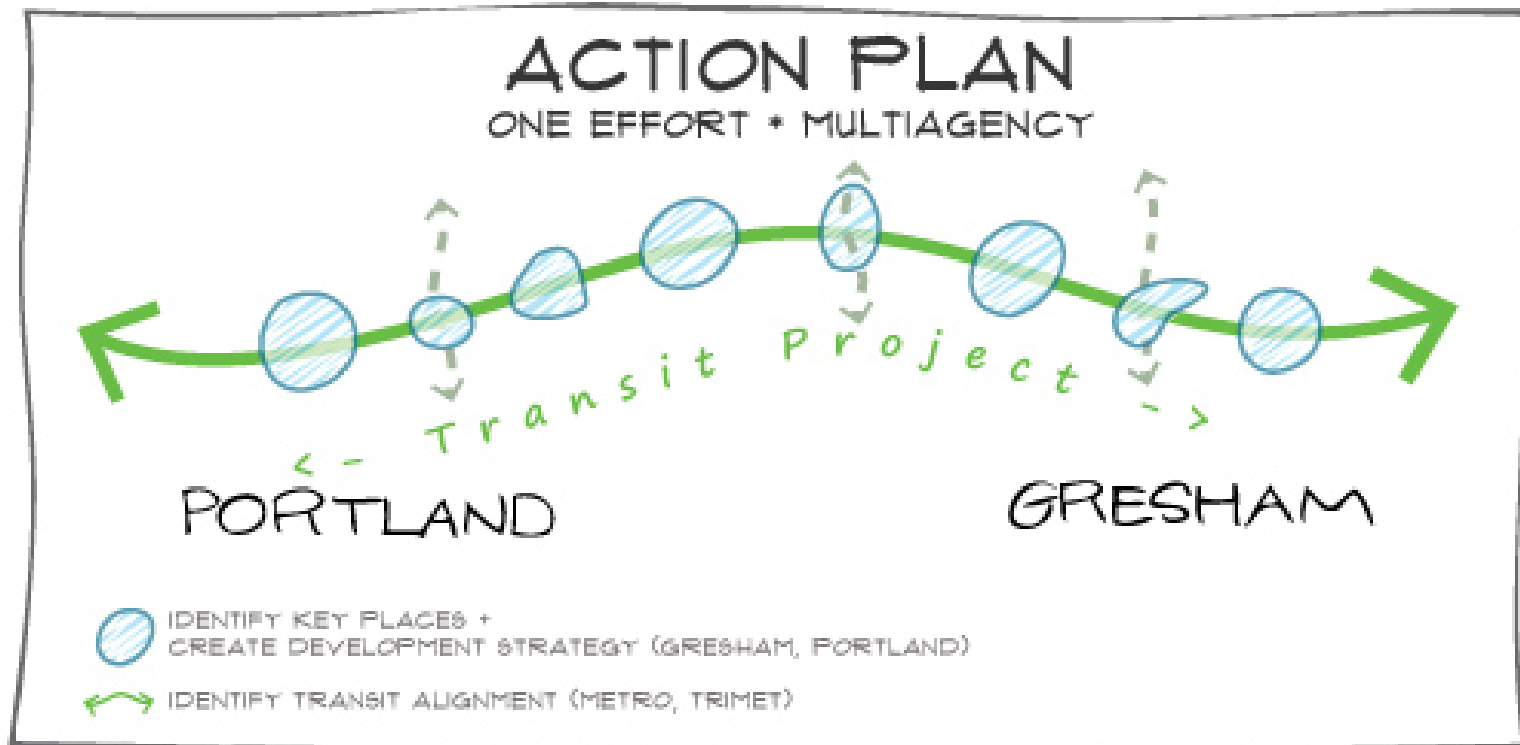 ACTION PLAN
ONE EFFORT * MULTIAGENCY
<- Transit Project ->
PORTLAND
GRESHAM
IDENTIFY KEY PLACES +
CREATE DEVELOPMENT STRATEGY (GRESHAM, PORTLAND)
IDENTIFY TRANSIT ALIGNMENT (METRO, TRIMET)